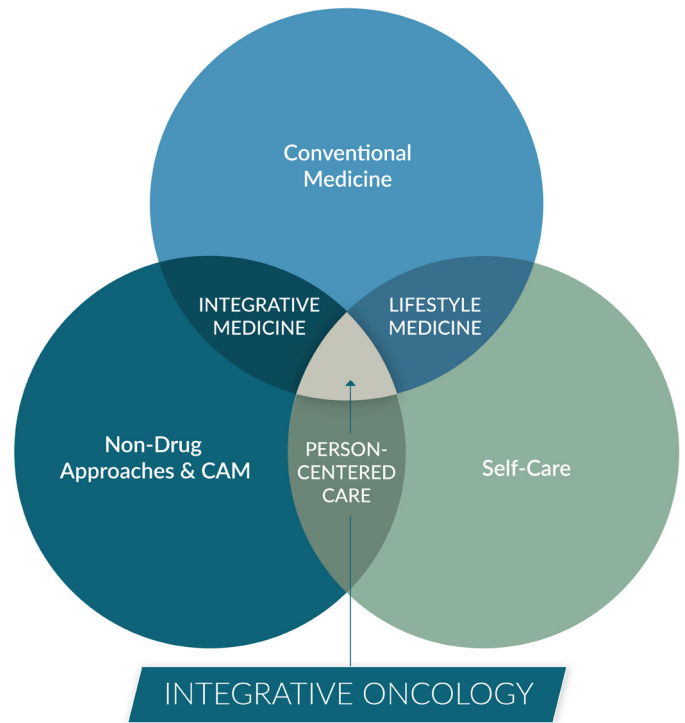 Conventional
Medicine
INTEGRATIVE
MEDICINE
LIFESTYLE
MEDICINE
Non-Drug
Approaches & CAM
PERSON-
CENTERED
CARE
Self-Care
INTEGRATIVE ONCOLOGY